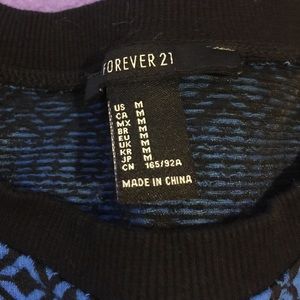 FOREVER 21
US M
CA M
MX M
BR M
EU M
UK M
KR M
JP M
CN 165/92A
MADE IN CHINA